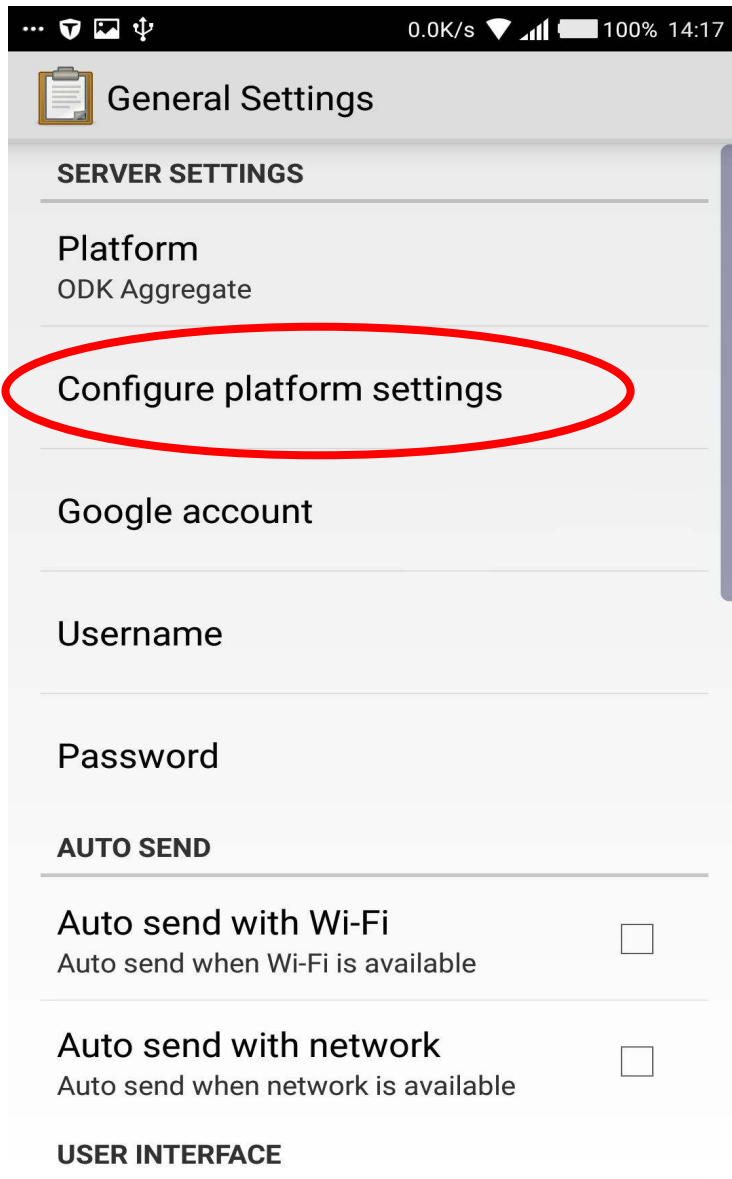 ... 0.0K/s 100% 14:17
General Settings
SERVER SETTINGS
Platform
ODK Aggregate
Configure platform settings
Google account
Username
Password
AUTO SEND
Auto send with Wi-Fi
Auto send when Wi-Fi is available
Auto send with network
Auto send when network is available
USER INTERFACE